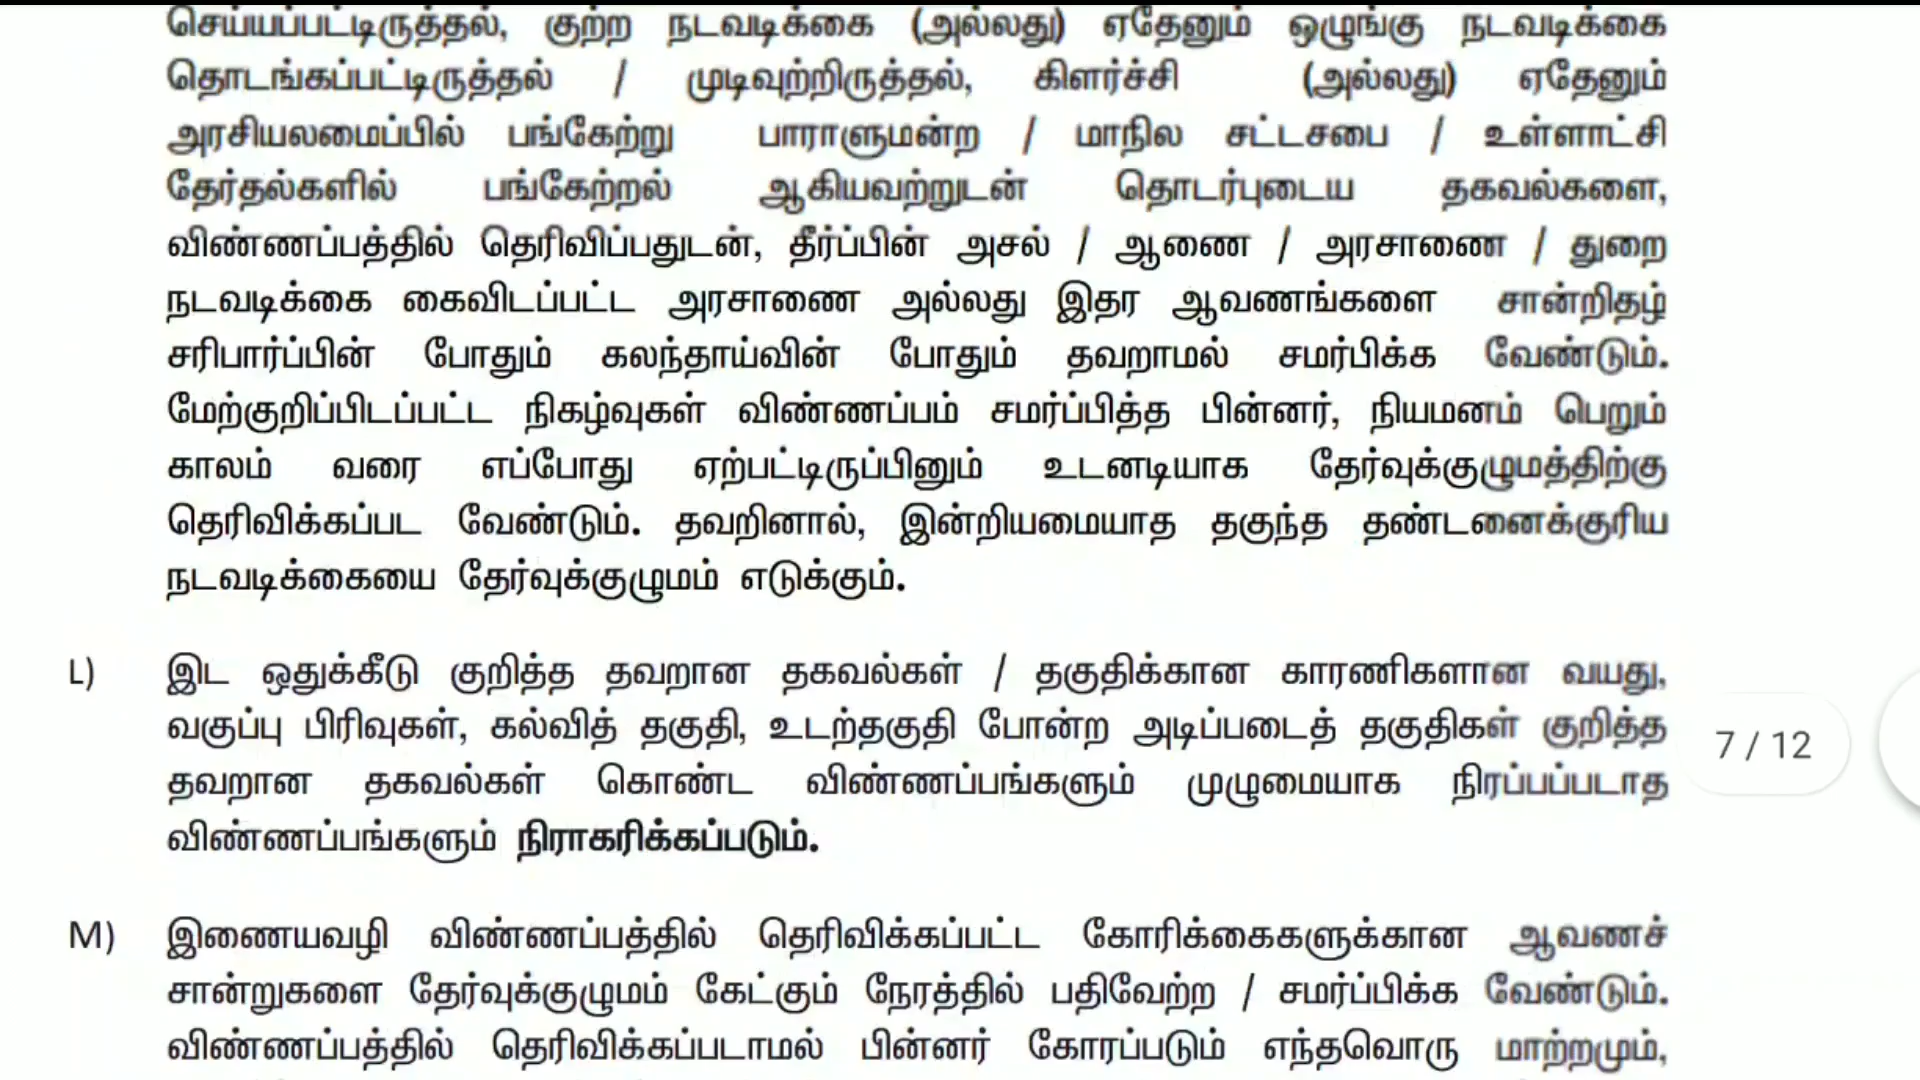 செய்யப்பட்டிருத்தல், குற்ற நடவடிக்கை (அல்லது) ஏதேனும் ஒழுங்கு நடவடிக்கை
தொடங்கப்பட்டிருத்தல் / முடிவுற்றிருத்தல், கிளர்ச்சி (அல்லது) ஏதேனும்
அரசியலமைப்பில் பங்கேற்று பாராளுமன்ற / மாநில சட்டசபை / உள்ளாட்சி
தேர்தல்களில் பங்கேற்றல் ஆகியவற்றுடன் தொடர்புடைய தகவல்களை,
விண்ணப்பத்தில் தெரிவிப்பதுடன், தீர்ப்பின் அசல் / ஆணை / அரசாணை / துறை
நடவடிக்கை கைவிடப்பட்ட அரசாணை அல்லது இதர ஆவணங்களை சான்றிதழ்
சரிபார்ப்பின் போதும் கலந்தாய்வின் போதும் தவறாமல் சமர்பிக்க வேண்டும்.
மேற்குறிப்பிடப்பட்ட நிகழ்வுகள் விண்ணப்பம் சமர்ப்பித்த பின்னர், நியமனம் பெறும்
காலம் வரை எப்போது ஏற்பட்டிருப்பினும் உடனடியாக தேர்வுக்குழுமத்திற்கு
தெரிவிக்கப்பட வேண்டும். தவறினால், இன்றியமையாத தகுந்த தண்டனைக்குரிய
நடவடிக்கையை தேர்வுக்குழுமம் எடுக்கும்.
L) இட ஒதுக்கீடு குறித்த தவறான தகவல்கள் / தகுதிக்கான காரணிகளான வயது,
வகுப்பு பிரிவுகள், கல்வித் தகுதி, உடற்தகுதி போன்ற அடிப்படைத் தகுதிகள் குறித்த
தவறான தகவல்கள் கொண்ட விண்ணப்பங்களும் முழுமையாக நிரப்பப்படாத
விண்ணப்பங்களும் நிராகரிக்கப்படும்.
7 / 12
M) இணையவழி விண்ணப்பத்தில் தெரிவிக்கப்பட்ட கோரிக்கைகளுக்கான ஆவணச்
சான்றுகளை தேர்வுக்குழுமம் கேட்கும் நேரத்தில் பதிவேற்ற / சமர்ப்பிக்க வேண்டும்.
விண்ணப்பத்தில் தெரிவிக்கப்படாமல் பின்னர் கோரப்படும் எந்தவொரு மாற்றமும்,